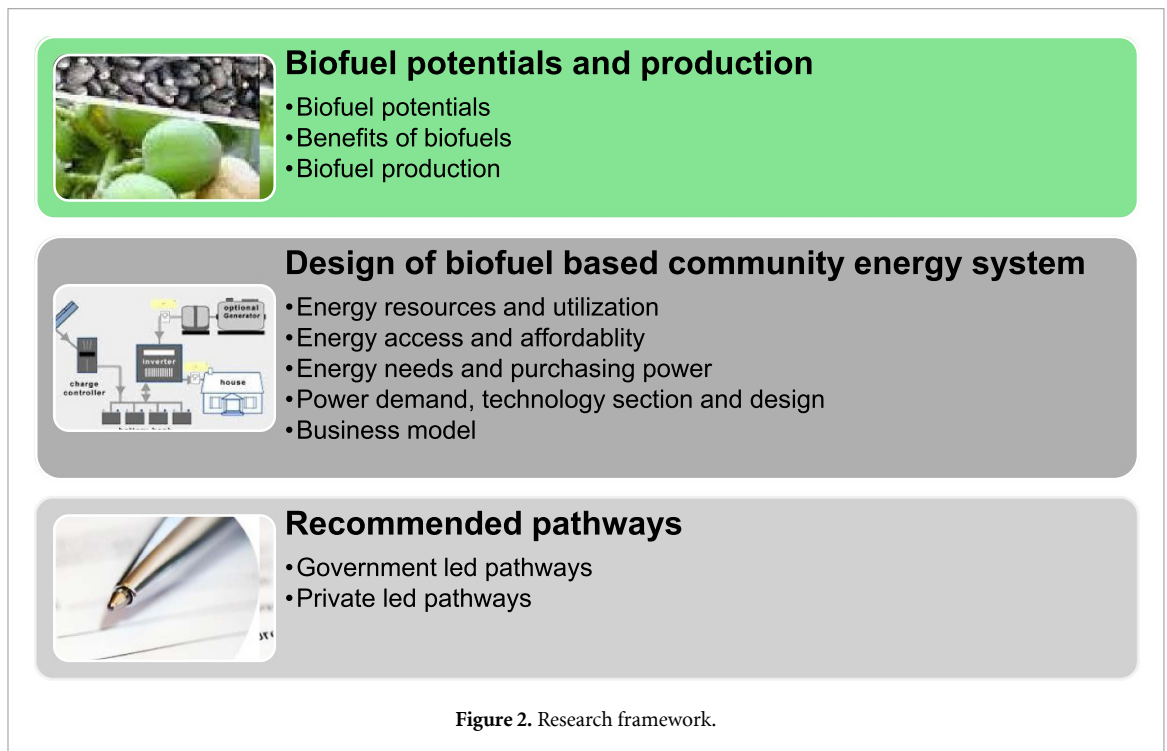 Biofuel potentials and production
•Biofuel potentials
•Benefits of biofuels
•Biofuel production
Design of biofuel based community energy system
•Energy resources and utilization
•Energy access and affordablity
•Energy needs and purchasing power
•Power demand, technology section and design
•Business model
optional
Generator
inverter
charge
controller
house
Recommended pathways
•Government led pathways
•Private led pathways
Figure 2. Research framework.